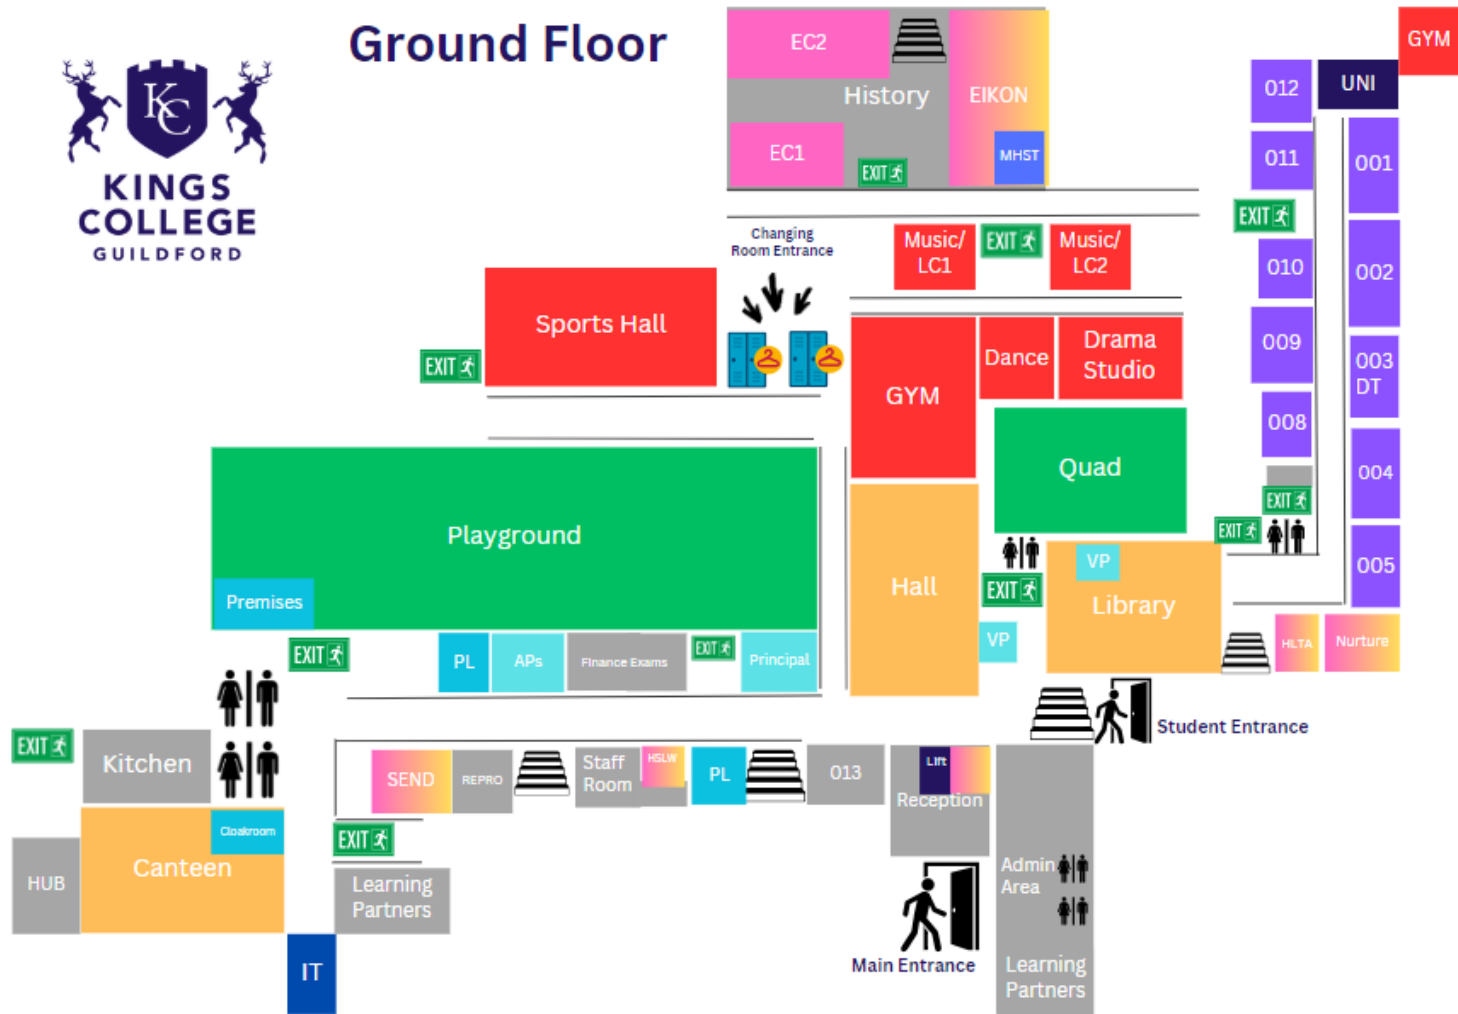 Ground Floor
KC
KINGS
COLLEGE
GUILDFORD
EC2
History
EIKON
EC1
MHST
EXIT
GYM
UNI
012
011
EXIT
010
009
008
EXIT
EXIT
001
002
003
DT
004
005
Changing
Room Entrance
Music/
LC1
EXIT
Music/
LC2
Sports Hall
EXIT
GYM
Dance
Drama
Studio
Quad
Playground
Premises
Hall
EXIT
VP
VP
Library
HLTA
Nurture
EXIT
PL
APs
Finance Exams
EXIT
Principal
Student Entrance
EXIT
Kitchen
SEND
REPRO
Staff
Room
HSLW
PL
013
Lift
Reception
Cloakroom
Canteen
HUB
EXIT
Learning
Partners
IT
Admin
Area
Main Entrance
Learning
Partners